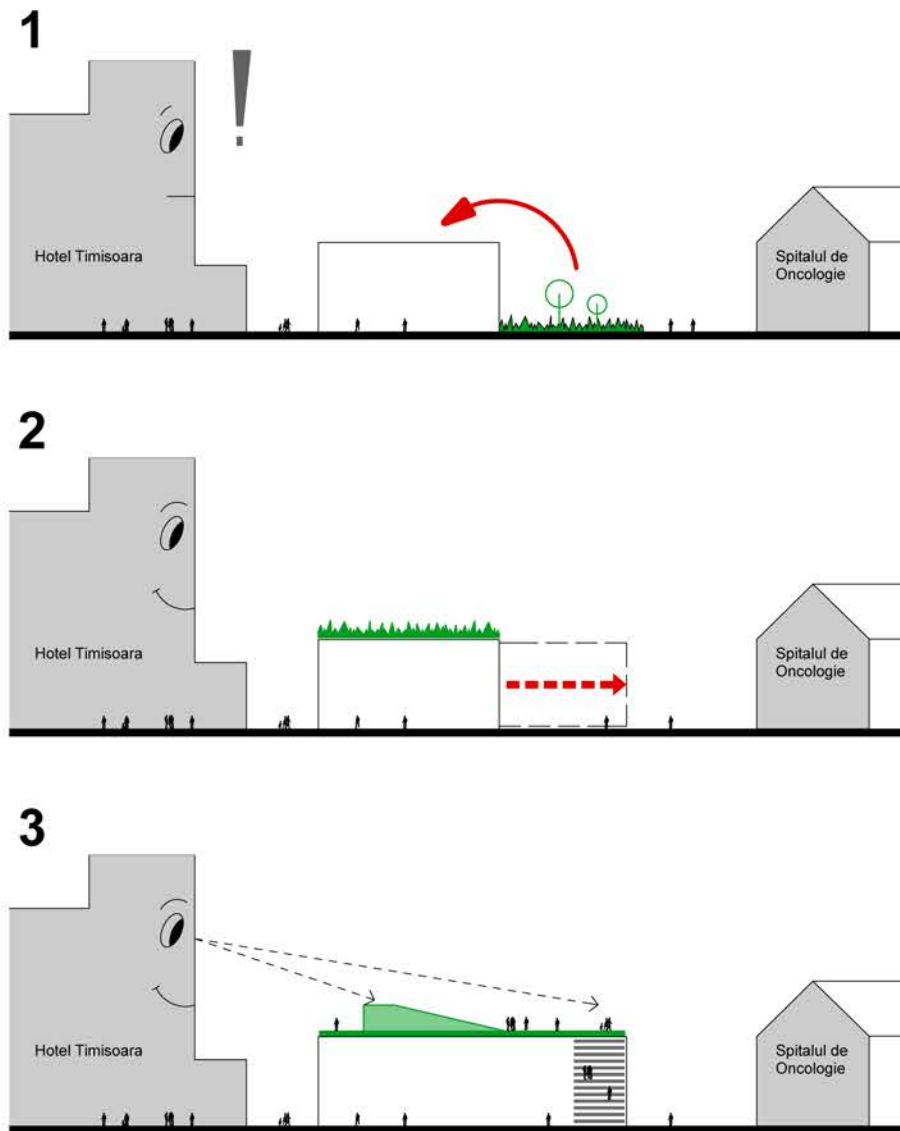 1
!
Hotel Timisoara
Spitalul de
Oncologie
2
Hotel Timisoara
Spitalul de
Oncologie
3
Hotel Timisoara
Spitalul de
Oncologie